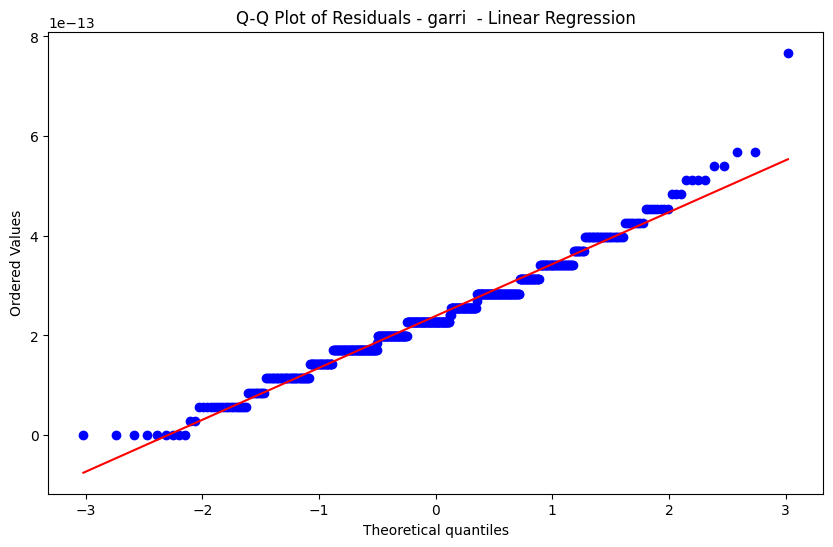 Q-Q Plot of Residuals - garri  - Linear Regression
1e−13
8
6
4
2
0
Ordered Values
−3 −2 −1 0 1 2 3
Theoretical quantiles